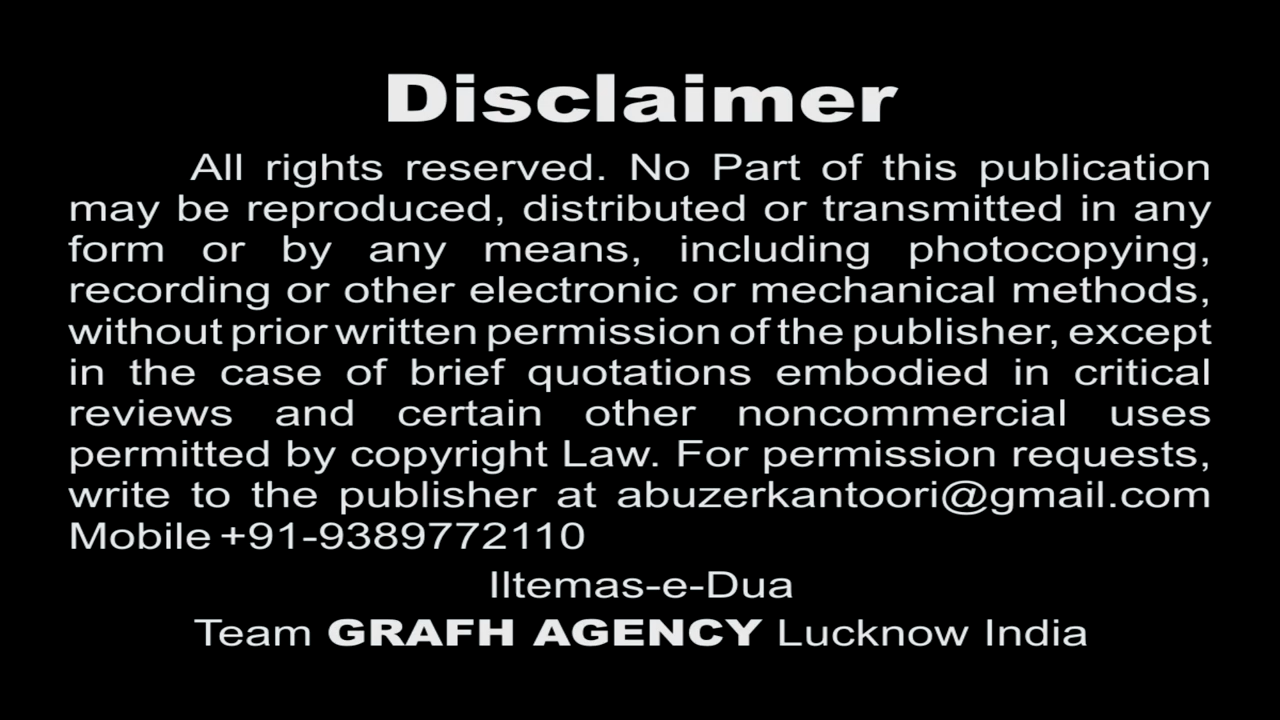 Disclaimer
All rights reserved. No Part of this publication
may be reproduced, distributed or transmitted in any
form or by any means, including photocopying,
recording or other electronic or mechanical methods,
without prior written permission of the publisher, except
in the case of brief quotations embodied in critical
reviews and certain other noncommercial uses
permitted by copyright Law. For permission requests,
write to the publisher at abuzerkantoori@gmail.com
Mobile +91-9389772110
Iltemas-e-Dua
Team GRAFH AGENCY Lucknow India